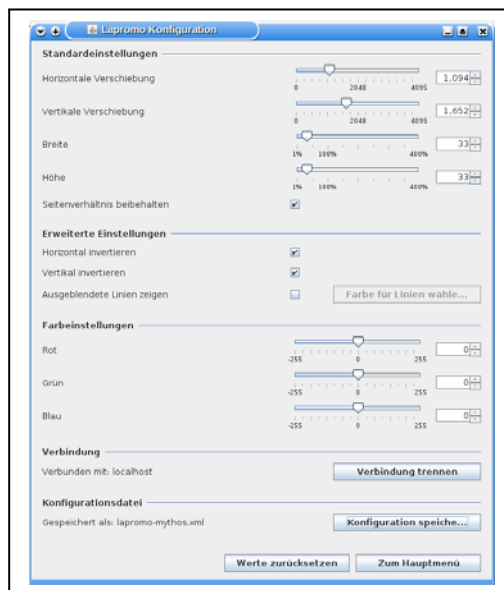 Lapromo Konfiguration
Standardeinstellungen
Horizontale Verschiebung
1.094
0 2048 4095
Vertikale Verschiebung
1,652
0 2048 4095
Breite
33
1% 100% 400%
Höhe
33
1% 100% 400%
Seitenverhältnis beibehalten
Erweiterte Einstellungen
Horizontal invertieren
Vertikal invertieren
Ausgeblendete Linien zeigen Farbe für Linien wähle...
Farbeinstellungen
Rot
0
-255 0 255
Grün
0
-255 0 255
Blau
0
-255 0 255
Verbindung
Verbunden mit: localhost Verbindung trennen
Konfigurationsdatei
Gespeichert als: lapromo-mythos.xml Konfiguration speiche...
Werte zurücksetzen Zum Hauptmenü